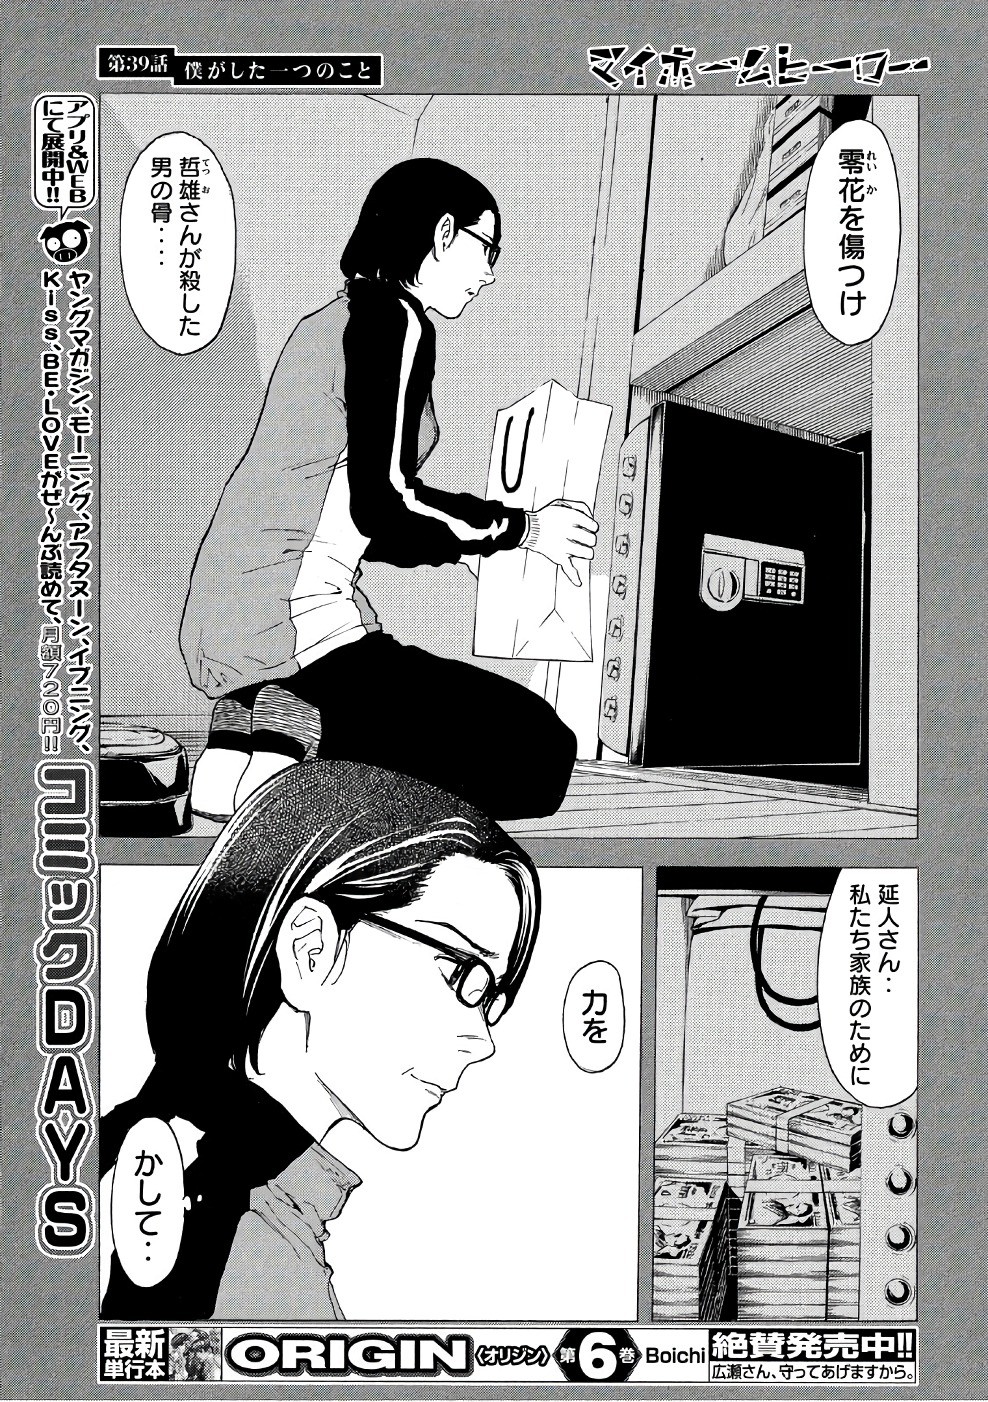 第39話
僕がした一つのこと
マイホームヒーロー
零花を傷つけ
れいか
哲雄さんが殺した
てつお
男の骨････
延人さん‥
私たち家族のために
力を
かして‥
アプリ&WEB
にて展開中!!
ヤングマガジン、モーニング、アフタヌーン、イブニング、
Kiss、BE・LOVEがぜ〜んぶ読めて、月額720円!!
コミックDAYS
最新
単行本
ORIGIN
〈オリジン〉
第6巻
Boichi
絶賛発売中!!
広瀬さん、守ってあげますから。